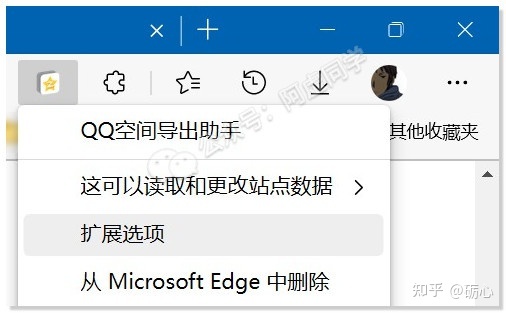 QQ空间导出助手
其他收藏夹
这可以读取和更改站点数据
扩展选项
从 Microsoft Edge 中删除
公众号：阿虚同学
知乎 @砺心